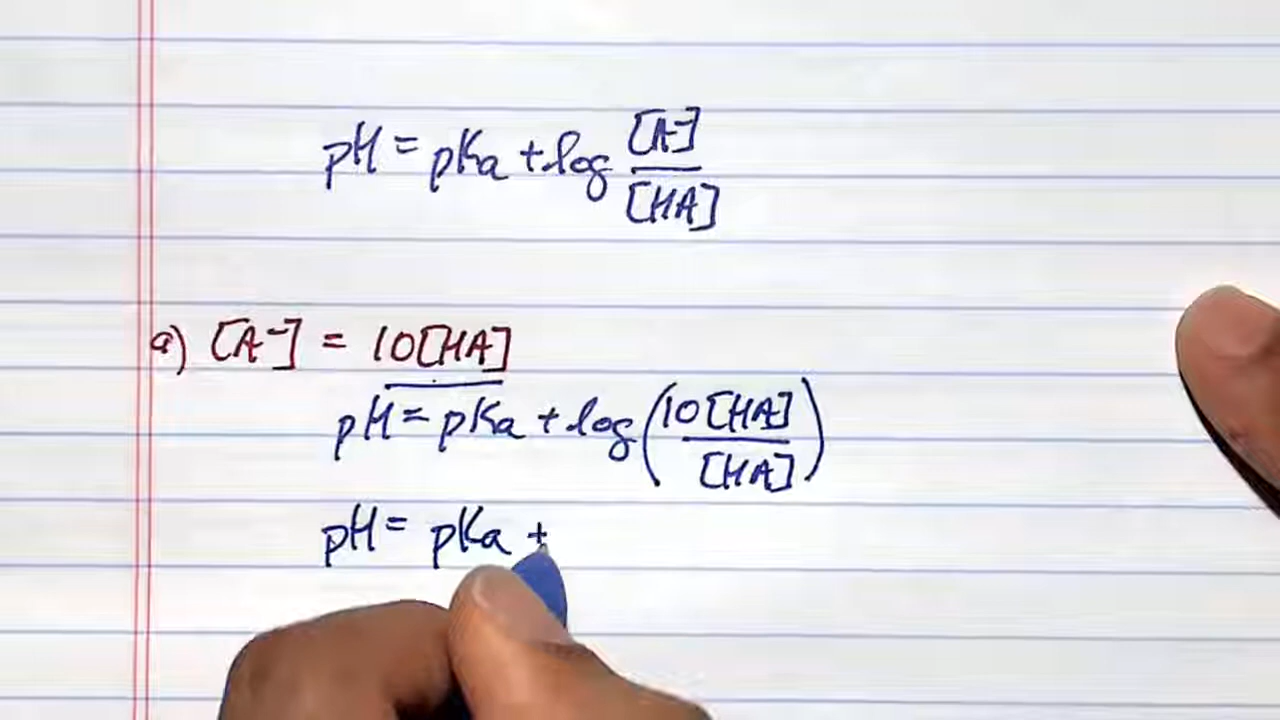 pH = pKa + log [A-]/[HA]
a) [A-] = 10[HA]
pH = pKa + log (10[HA]/[HA])
pH = pKa +